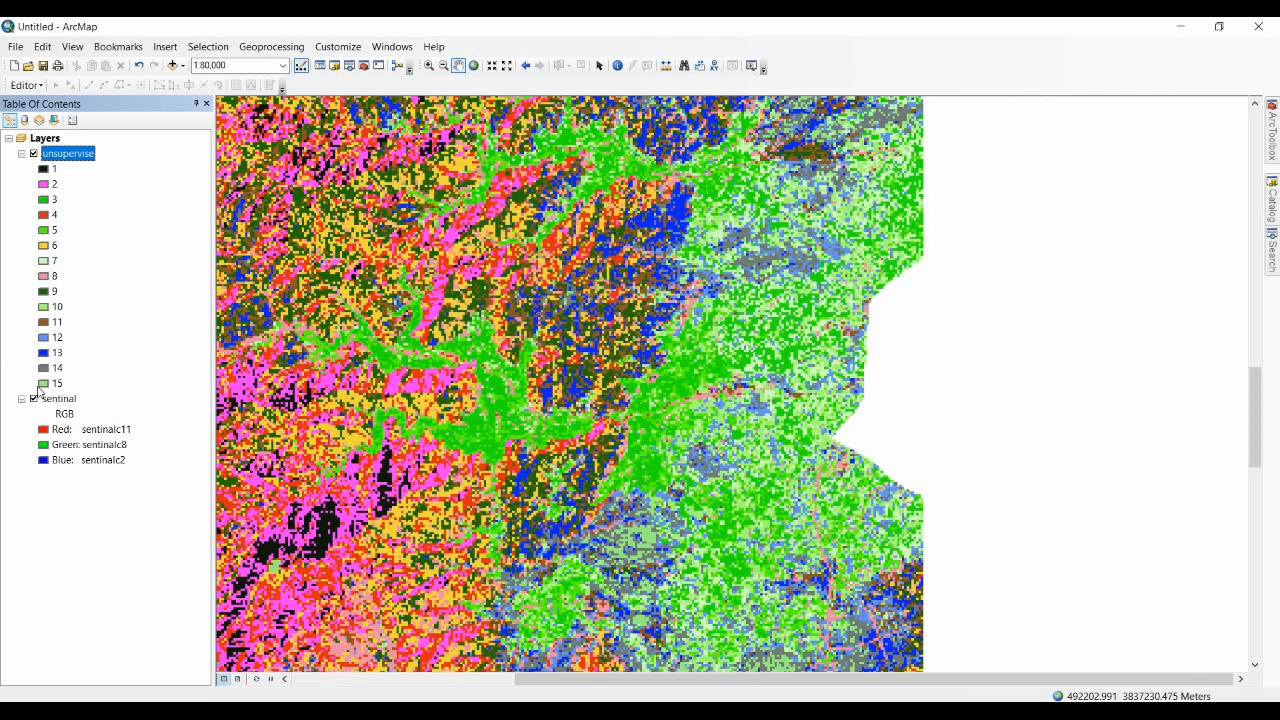 Untitled - ArcMap
File Edit View Bookmarks Insert Selection Geoprocessing Customize Windows Help
1:80,000
Editor
Table Of Contents
Layers
unsupervise
1
2
3
4
5
6
7
8
9
10
11
12
13
14
15
sentinal
RGB
Red: sentinalc11
Green: sentinalc8
Blue: sentinalc2
ArcToolbox
Catalog
Search
492202.991 3837230.475 Meters